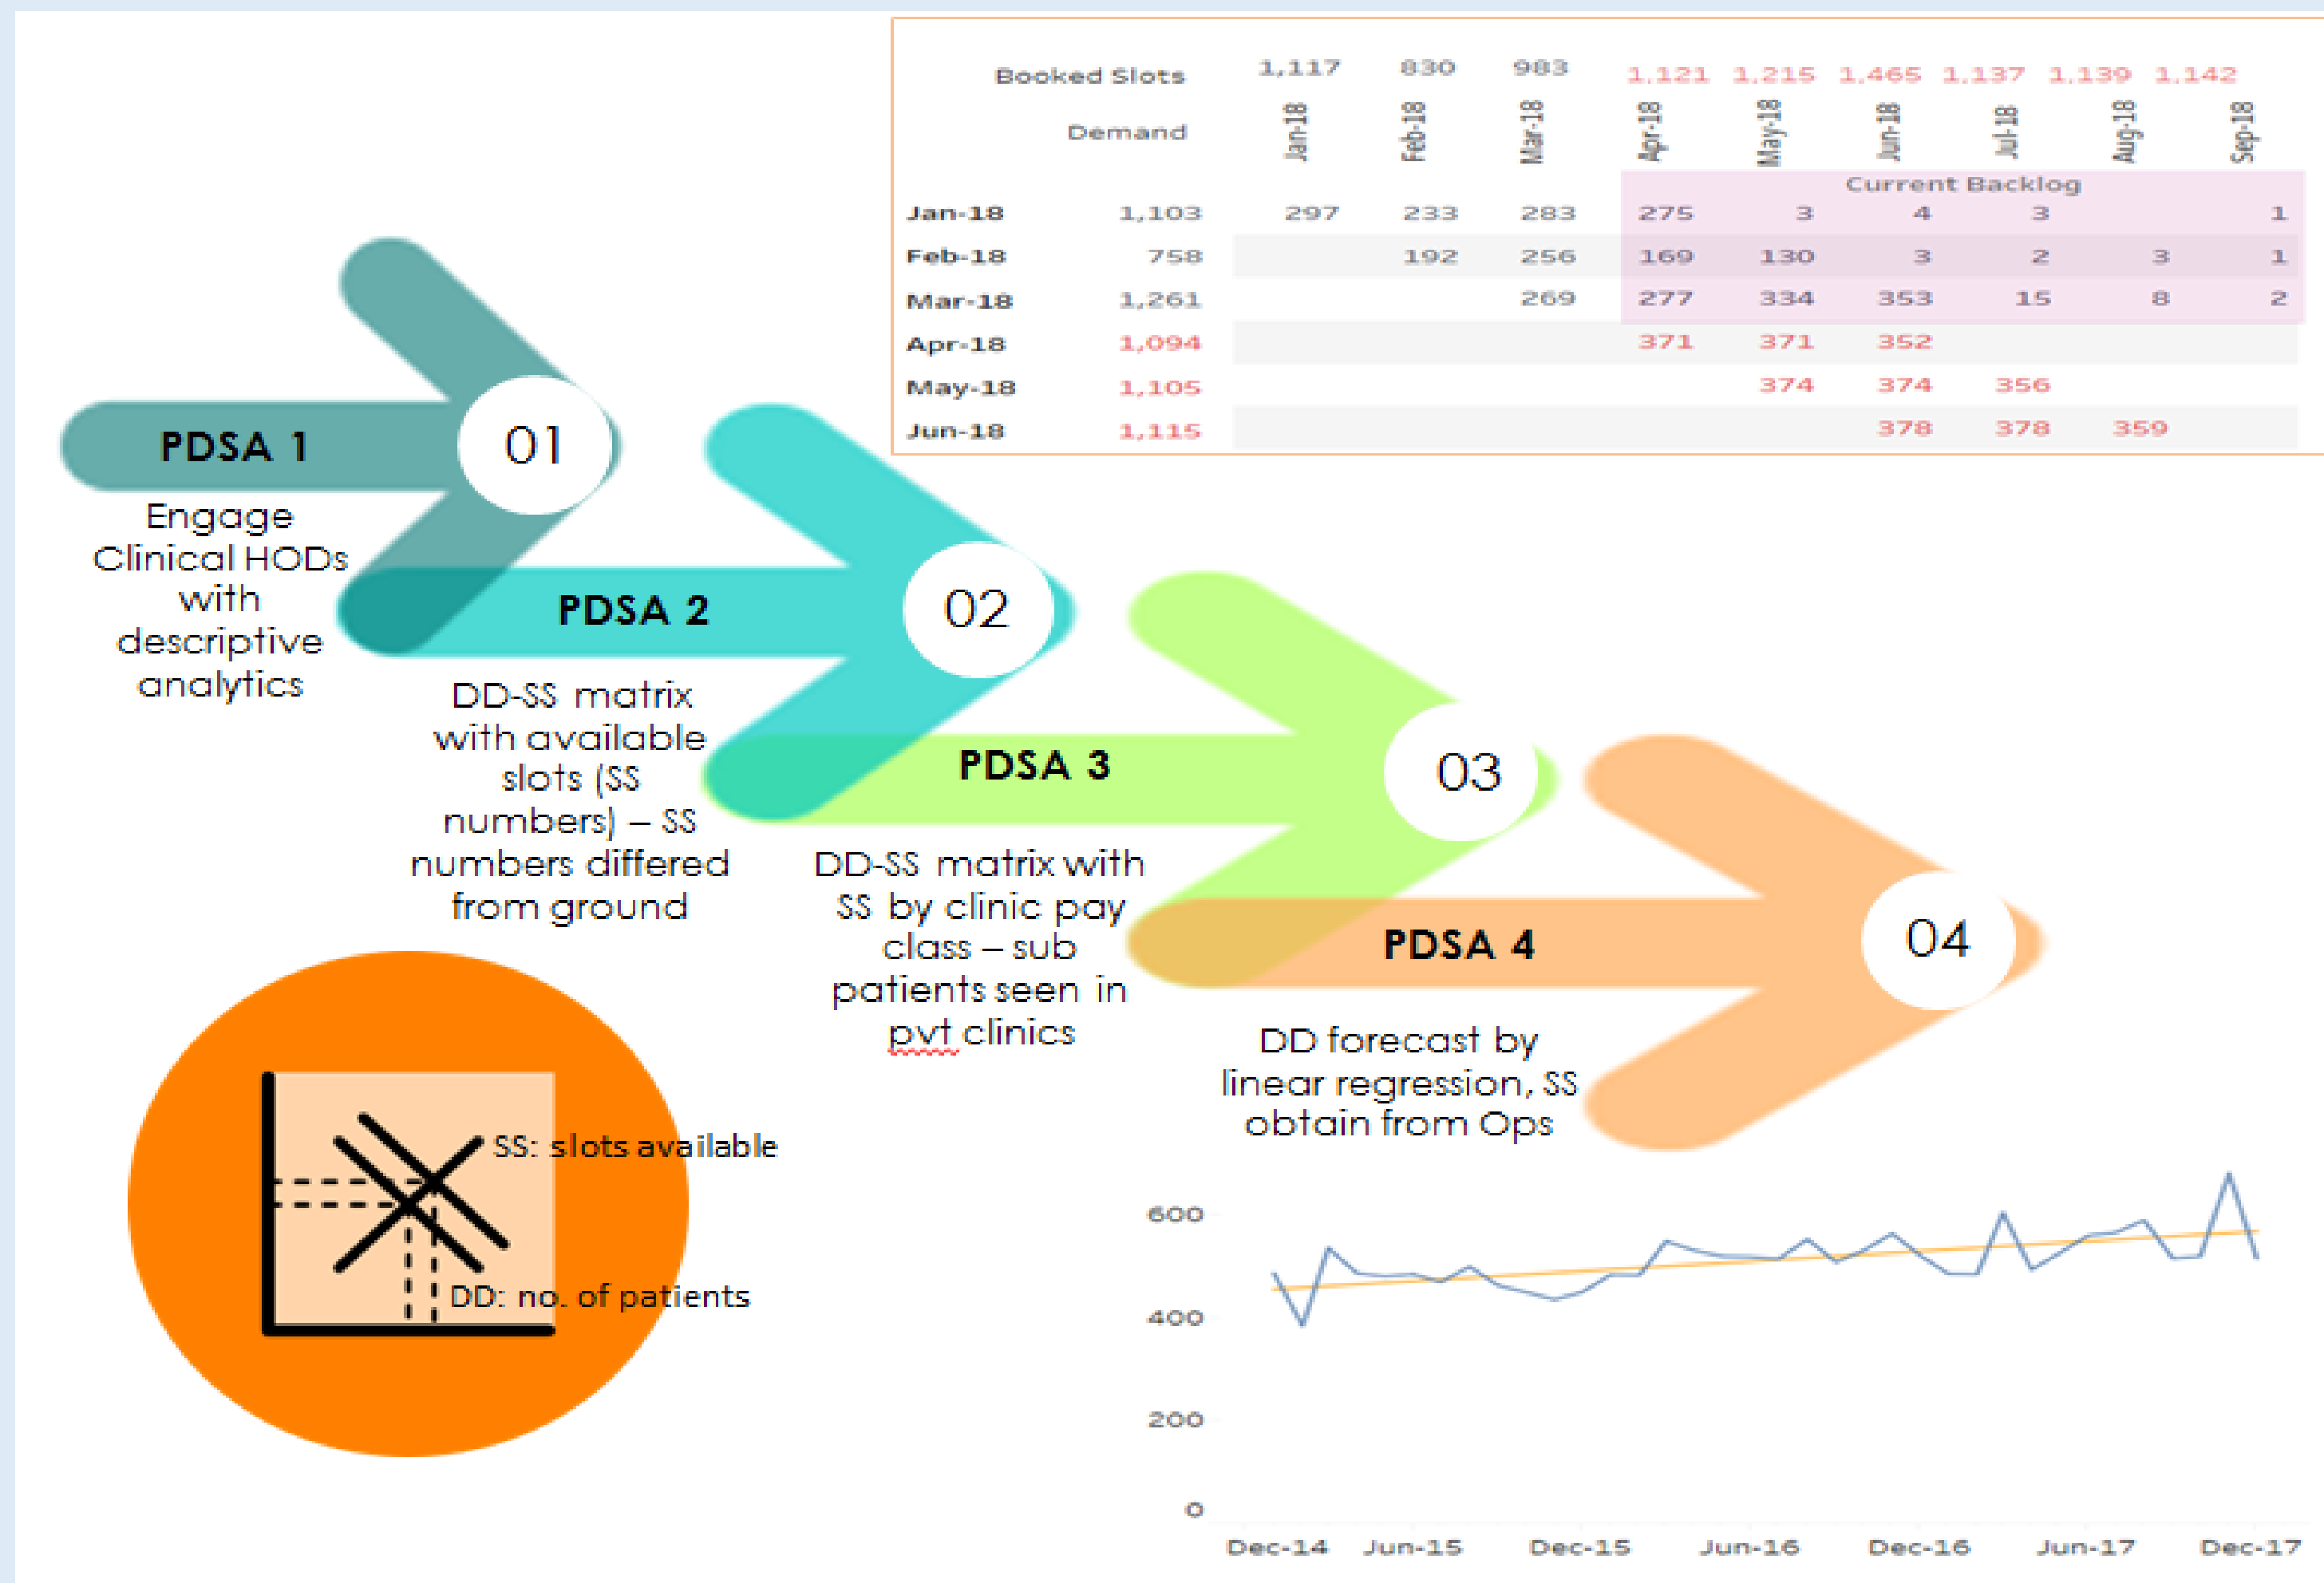 Booked Slots 1,117 830 983 1,121 1,215 1,465 1,137 1,139 1,142
Demand Jan-18 Feb-18 Mar-18 Apr-18 May-18 Jun-18 Jul-18 Aug-18 Sep-18
Current Backlog
Jan-18 1,103 297 233 283 275 3 4 3 1
Feb-18 758 192 256 169 130 3 2 3 1
Mar-18 1,261 269 277 334 353 15 8 2
Apr-18 1,094 371 371 352
May-18 1,105 374 374 356
Jun-18 1,115 378 378 359
PDSA 1 01
Engage
Clinical HODs
with
descriptive
analytics
PDSA 2 02
DD-SS matrix
with available
slots (SS
numbers) – SS
numbers differed
from ground
PDSA 3 03
DD-SS matrix with
SS by clinic pay
class – sub
patients seen in
pvt clinics
PDSA 4 04
DD forecast by
linear regression, SS
obtain from Ops
SS: slots available
DD: no. of patients
600
400
200
0
Dec-14 Jun-15 Dec-15 Jun-16 Dec-16 Jun-17 Dec-17